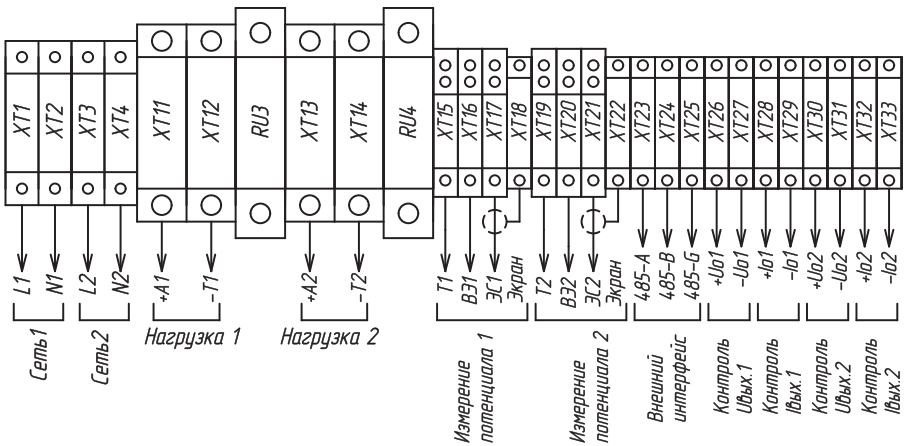 XT1
XT2
XT3
XT4
XT11
XT12
RU3
XT13
XT14
RU4
XT15
XT16
XT17
XT18
XT19
XT20
XT21
XT22
XT23
XT24
XT25
XT26
XT27
XT28
XT29
XT30
XT31
XT32
XT33
L1
N1
L2
N2
+A1
-T1
+A2
-T2
T1
ВЭ1
ЭС1
Экран
T2
ВЭ2
ЭС2
Экран
485-A
485-B
485-G
+Uo1
-Uo1
+Io1
-Io1
+Uo2
-Uo2
+Io2
-Io2
Сеть1
Сеть2
Нагрузка 1
Нагрузка 2
Измерение
потенциала 1
Измерение
потенциала 2
Внешний
интерфейс
Контроль
Uвых.1
Контроль
Iвых.1
Контроль
Uвых.2
Контроль
Iвых.2